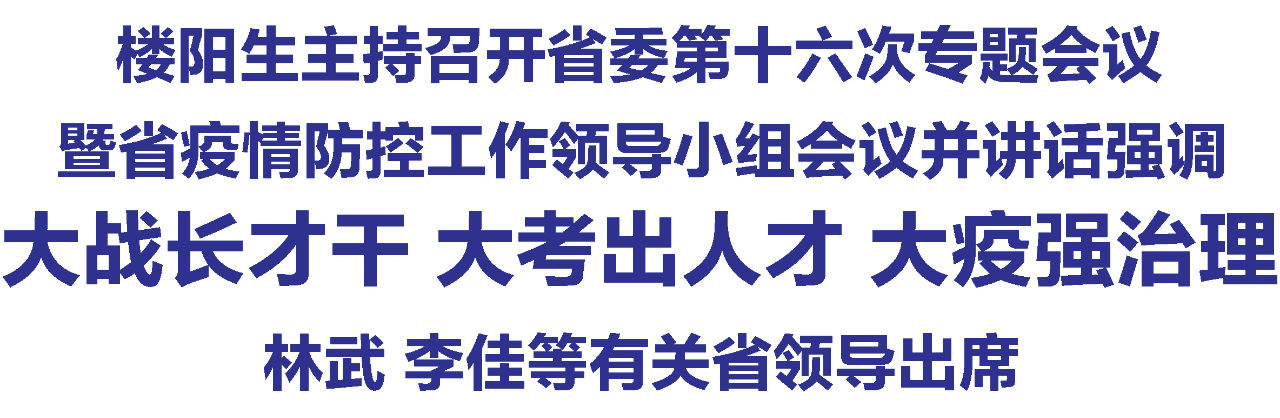 楼阳生主持召开省委第十六次专题会议
暨省疫情防控工作领导小组会议并讲话强调
大战长才干 大考出人才 大疫强治理
林武 李佳等有关省领导出席